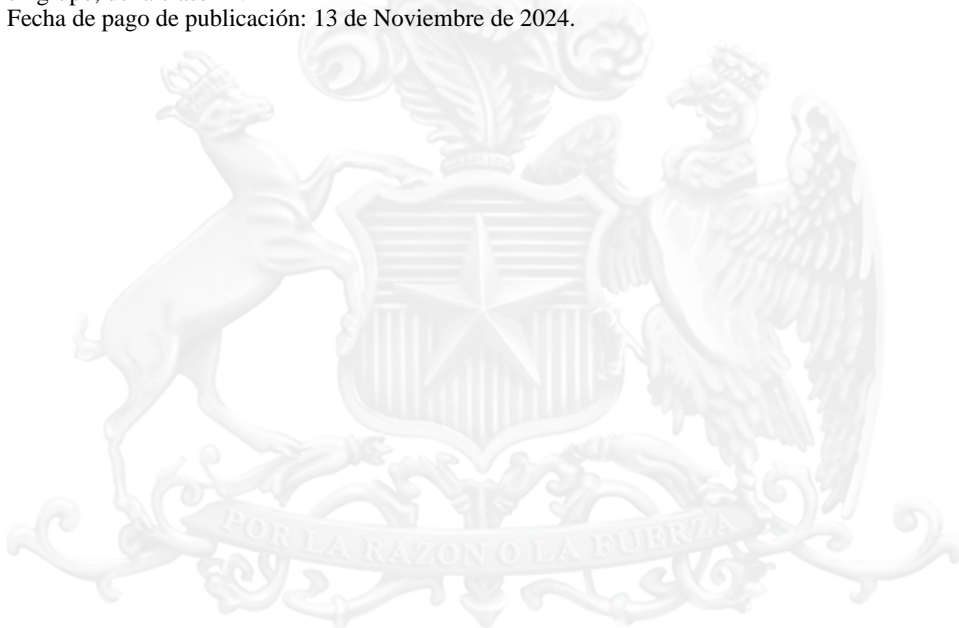 Fecha de pago de publicación: 13 de Noviembre de 2024.
POR LA RAZON O LA FUERZA